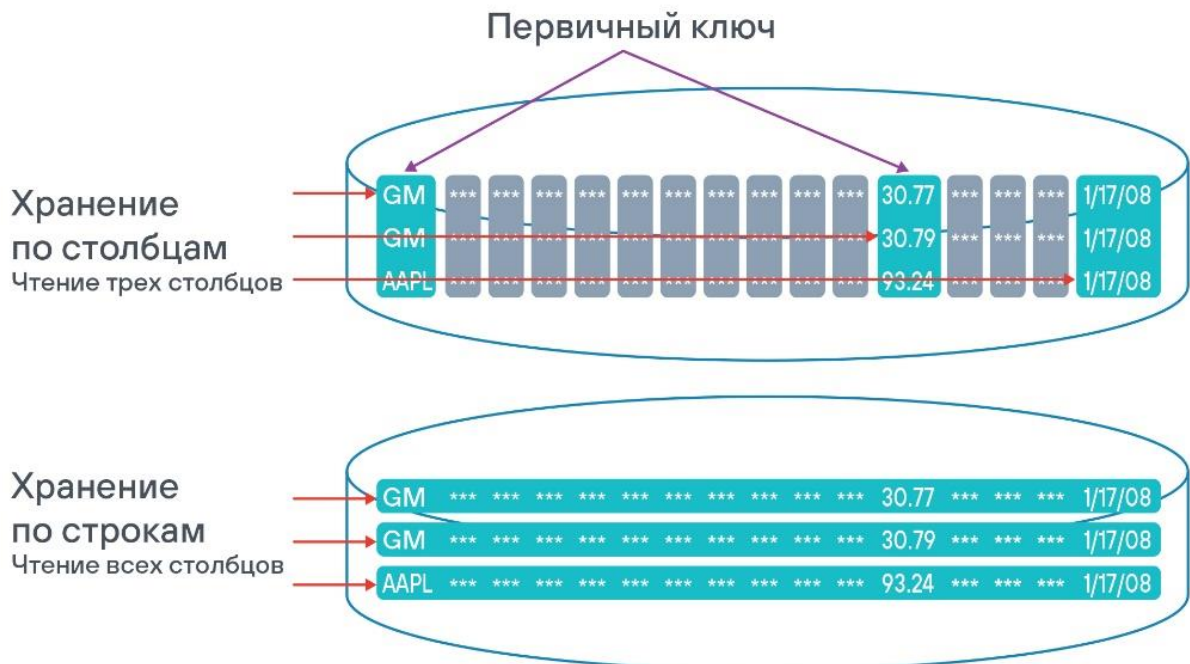 Первичный ключ
Хранение
по столбцам
Чтение трех столбцов
GM *** *** *** *** *** *** *** *** *** *** 30.77 *** *** *** 1/17/08
GM *** *** *** *** *** *** *** *** *** *** 30.79 *** *** *** 1/17/08
AAPL *** *** *** *** *** *** *** *** *** *** 93.24 *** *** *** 1/17/08
Хранение
по строкам
Чтение всех столбцов
GM *** *** *** *** *** *** *** *** *** *** 30.77 *** *** *** 1/17/08
GM *** *** *** *** *** *** *** *** *** *** 30.79 *** *** *** 1/17/08
AAPL *** *** *** *** *** *** *** *** *** *** 93.24 *** *** *** 1/17/08